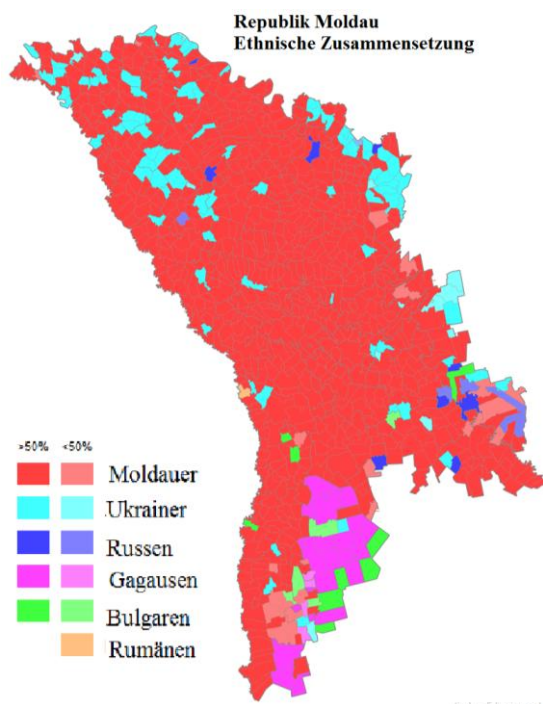 Republik Moldau
Ethnische Zusammensetzung
>50% <50%
Moldauer
Ukrainer
Russen
Gagausen
Bulgaren
Rumänen